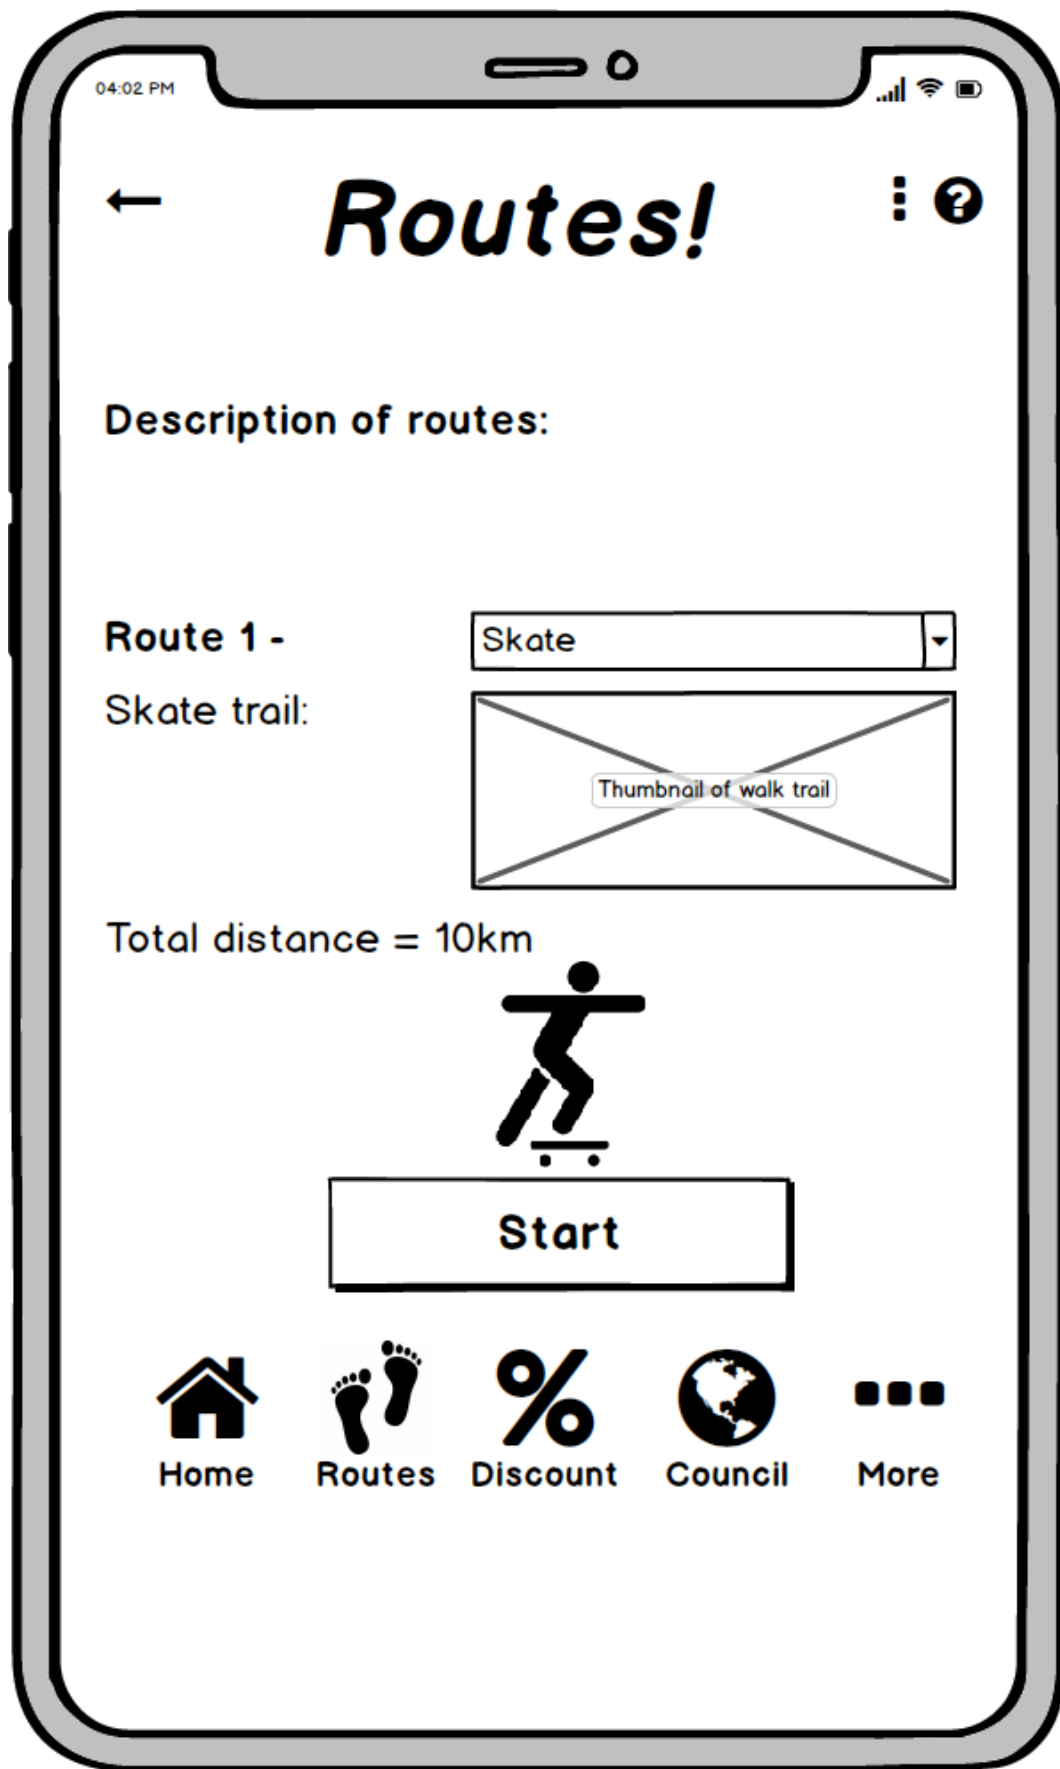 04:02 PM
Routes!
Description of routes:
Route 1 -
Skate
Skate trail:
Thumbnail of walk trail
Total distance = 10km
Start
Home Routes Discount Council More